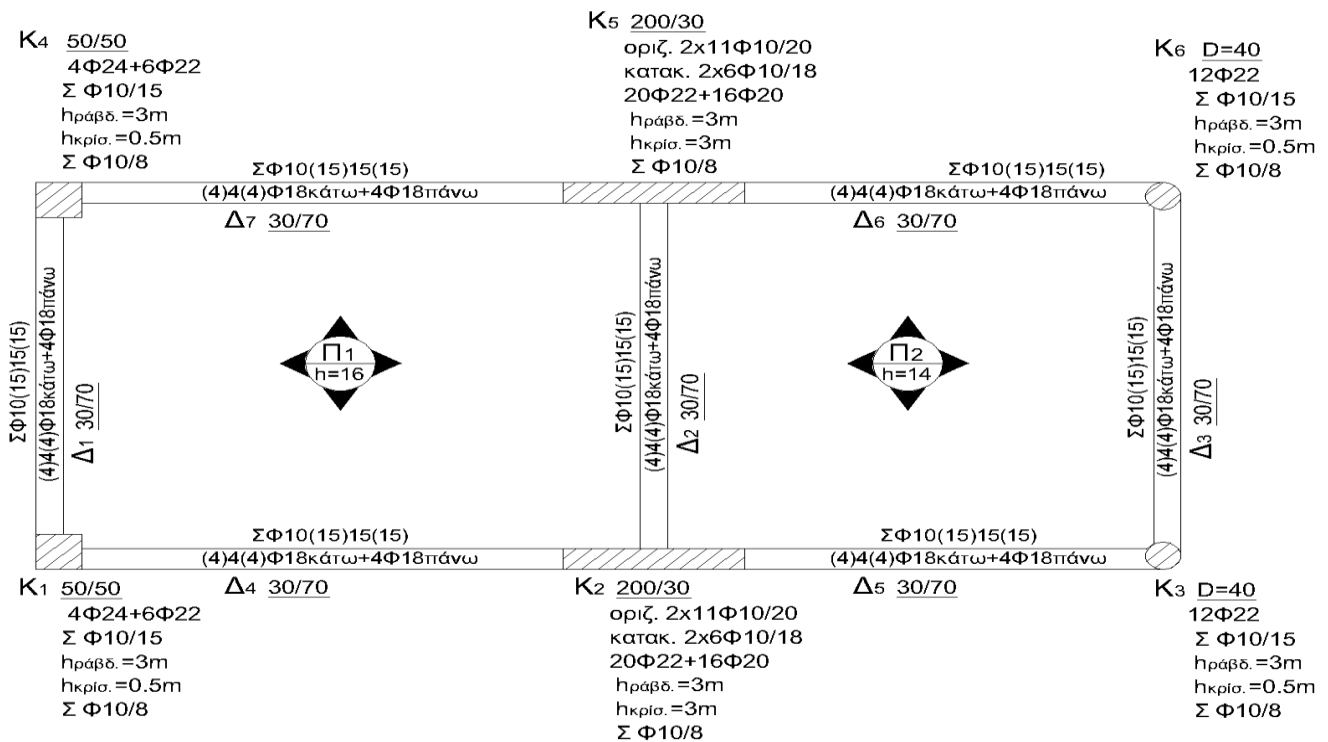 K4 50/50
4Φ24+6Φ22
Σ Φ10/15
hράβδ.=3m
hκρίσ.=0.5m
Σ Φ10/8
K5 200/30
οριζ. 2x11Φ10/20
κατακ. 2x6Φ10/18
20Φ22+16Φ20
hράβδ.=3m
hκρίσ.=3m
Σ Φ10/8
K6 D=40
12Φ22
Σ Φ10/15
hράβδ.=3m
hκρίσ.=0.5m
Σ Φ10/8
ΣΦ10(15)15(15)
(4)4(4)Φ18κάτω+4Φ18πάνω
Δ7 30/70
ΣΦ10(15)15(15)
(4)4(4)Φ18κάτω+4Φ18πάνω
Δ6 30/70
ΣΦ10(15)15(15)
(4)4(4)Φ18κάτω+4Φ18πάνω
Δ1 30/70
Π1
h=16
ΣΦ10(15)15(15)
(4)4(4)Φ18κάτω+4Φ18πάνω
Δ2 30/70
Π2
h=14
ΣΦ10(15)15(15)
(4)4(4)Φ18κάτω+4Φ18πάνω
Δ3 30/70
ΣΦ10(15)15(15)
(4)4(4)Φ18κάτω+4Φ18πάνω
Δ4 30/70
ΣΦ10(15)15(15)
(4)4(4)Φ18κάτω+4Φ18πάνω
Δ5 30/70
K1 50/50
4Φ24+6Φ22
Σ Φ10/15
hράβδ.=3m
hκρίσ.=0.5m
Σ Φ10/8
K2 200/30
οριζ. 2x11Φ10/20
κατακ. 2x6Φ10/18
20Φ22+16Φ20
hράβδ.=3m
hκρίσ.=3m
Σ Φ10/8
K3 D=40
12Φ22
Σ Φ10/15
hράβδ.=3m
hκρίσ.=0.5m
Σ Φ10/8